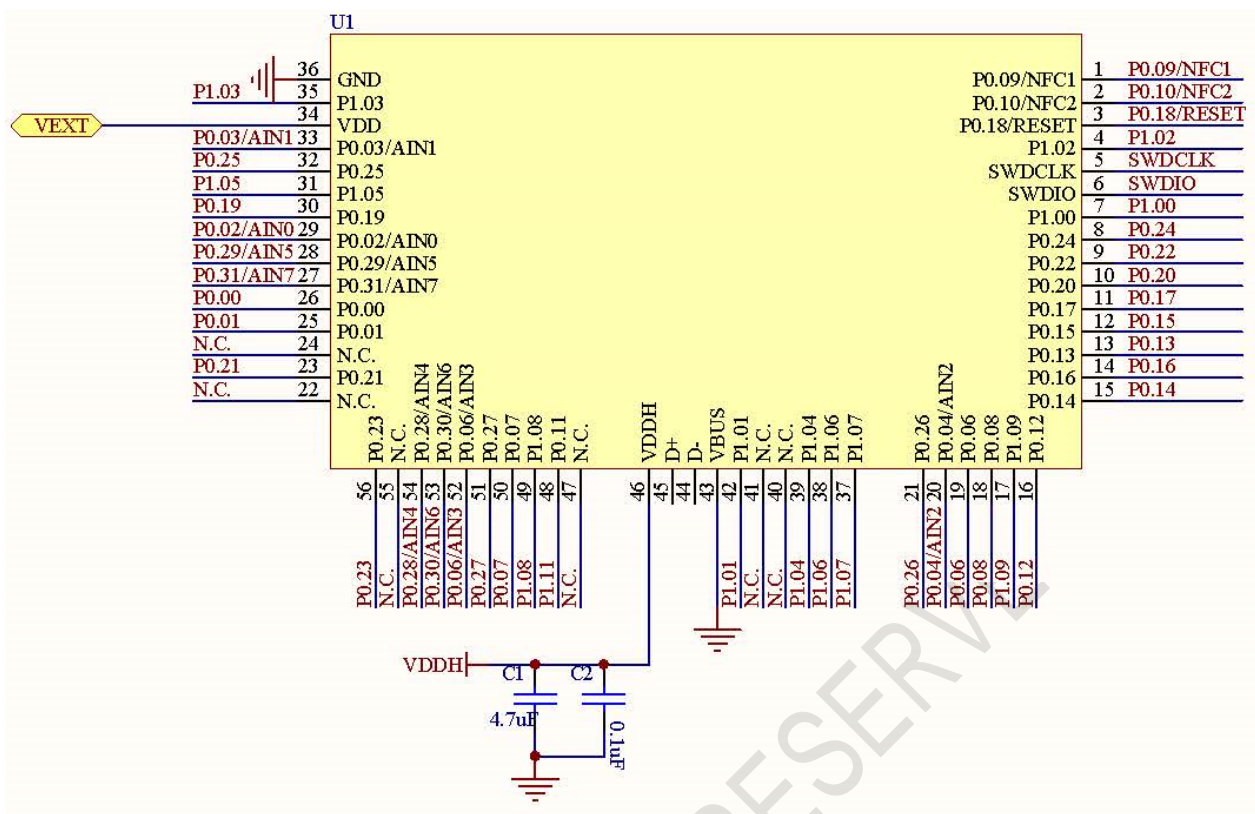 U1
36 GND
P1.03 35 P1.03
VEXT 34 VDD
P0.03/AIN1 33 P0.03/AIN1
P0.25 32 P0.25
P1.05 31 P1.05
P0.19 30 P0.19
P0.02/AIN0 29 P0.02/AIN0
P0.29/AIN5 28 P0.29/AIN5
P0.31/AIN7 27 P0.31/AIN7
P0.00 26 P0.00
P0.01 25 P0.01
N.C. 24 N.C.
P0.21 23 P0.21
N.C. 22 N.C.
P0.09/NFC1 1 P0.09/NFC1
P0.10/NFC2 2 P0.10/NFC2
P0.18/RESET 3 P0.18/RESET
P1.02 4 P1.02
SWDCLK 5 SWDCLK
SWDIO 6 SWDIO
P1.00 7 P1.00
P0.24 8 P0.24
P0.22 9 P0.22
P0.20 10 P0.20
P0.17 11 P0.17
P0.15 12 P0.15
P0.13 13 P0.13
P0.16 14 P0.16
P0.14 15 P0.14
P0.23 56 P0.23
N.C. 55 N.C.
P0.28/AIN4 54 P0.28/AIN4
P0.30/AIN6 53 P0.30/AIN6
P0.06/AIN3 52 P0.06/AIN3
P0.27 51 P0.27
P0.07 50 P0.07
P1.08 49 P1.08
P0.11 48 P1.11
N.C. 47 N.C.
VDDH 46
D+ 45
D- 44
VBUS 43
P1.01 42 P1.01
N.C. 41 N.C.
N.C. 40 N.C.
P1.04 39 P1.04
P1.06 38 P1.06
P1.07 37 P1.07
P0.26 21 P0.26
P0.04/AIN2 20 P0.04/AIN2
P0.06 19 P0.06
P0.08 18 P0.08
P1.09 17 P1.09
P0.12 16 P0.12
VDDH
C1
4.7uF
C2
0.1uF
RESERVE